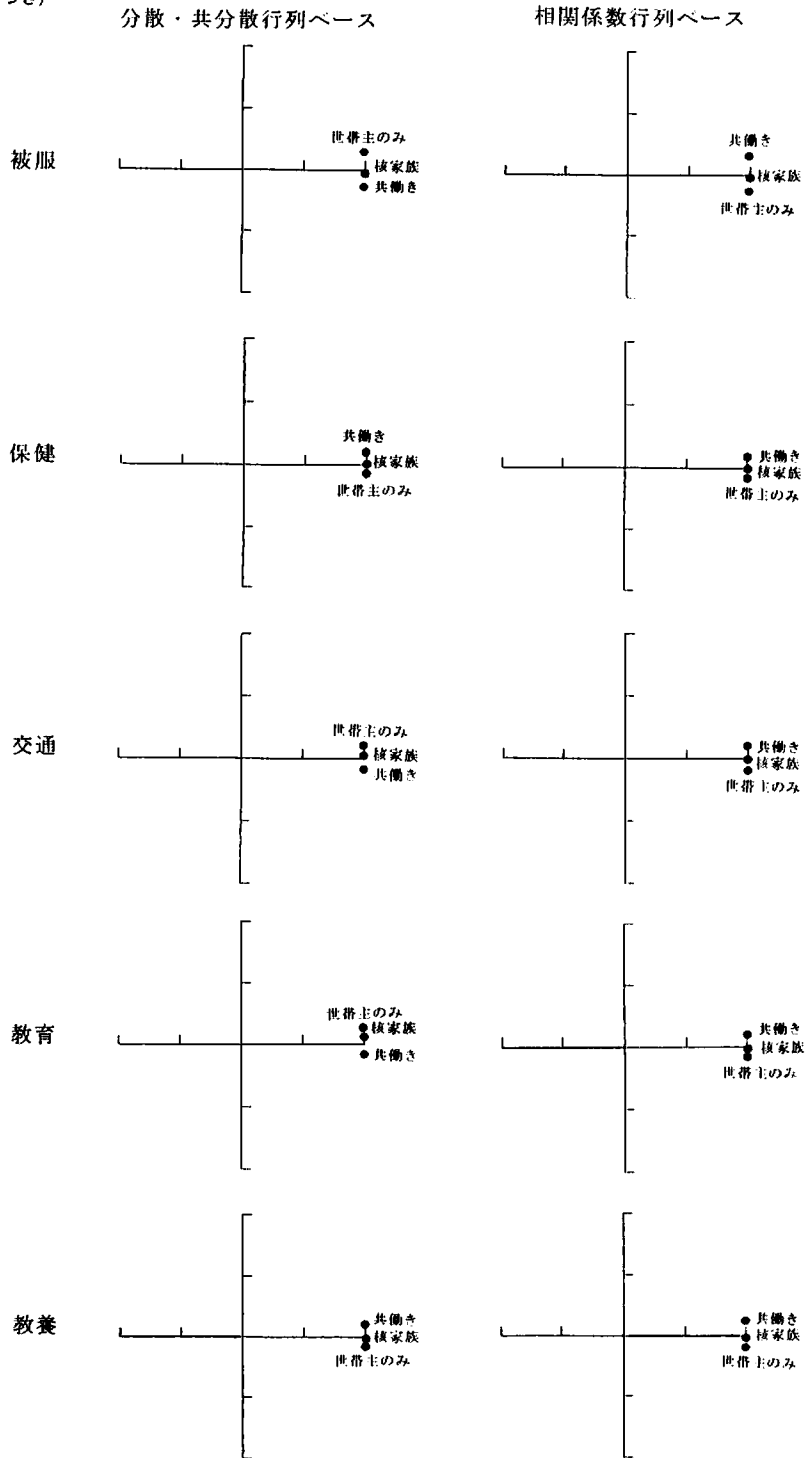 分散・共分散行列ベース
相関係数行列ベース
被服
世帯主のみ
核家族
共働き
共働き
核家族
世帯主のみ
保健
共働き
核家族
世帯主のみ
共働き
核家族
世帯主のみ
交通
世帯主のみ
核家族
共働き
共働き
核家族
世帯主のみ
教育
世帯主のみ
核家族
共働き
共働き
核家族
世帯主のみ
教養
共働き
核家族
世帯主のみ
共働き
核家族
世帯主のみ